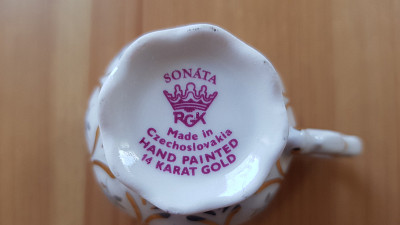 SONÁTA
RGK
Made in
Czechoslovakia
HAND PAINTED
14 KARAT GOLD